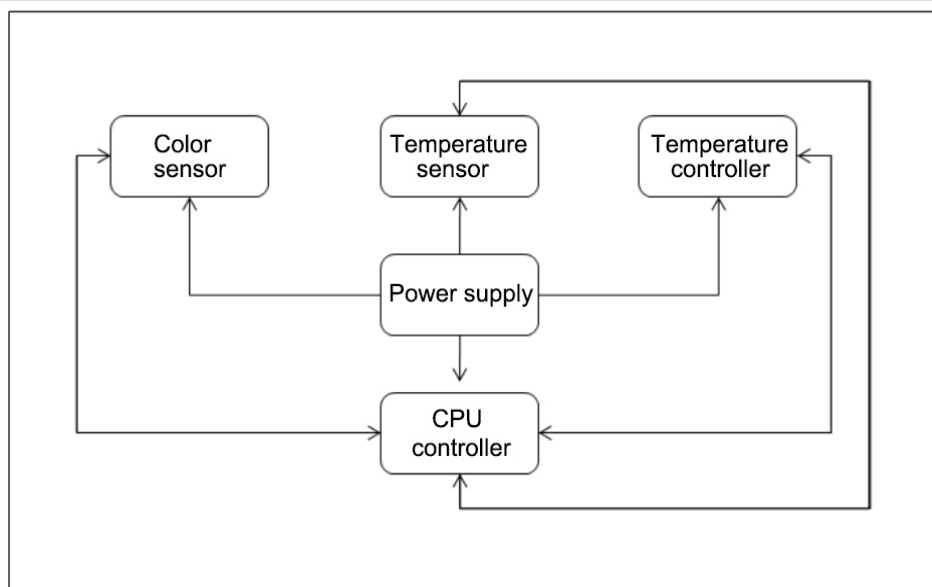 Color
sensor
Temperature
sensor
Temperature
controller
Power supply
CPU
controller